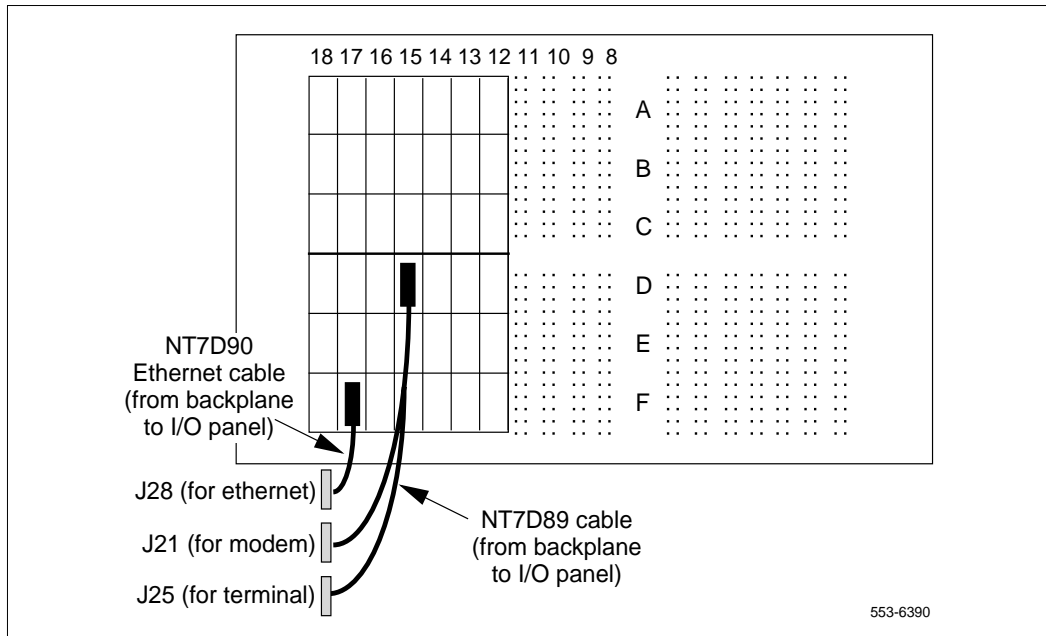 18 17 16 15 14 13 12 11 10 9 8
A
B
C
D
E
F
NT7D90
Ethernet cable
(from backplane
to I/O panel)
J28 (for ethernet)
J21 (for modem)
J25 (for terminal)
NT7D89 cable
(from backplane
to I/O panel)
553-6390